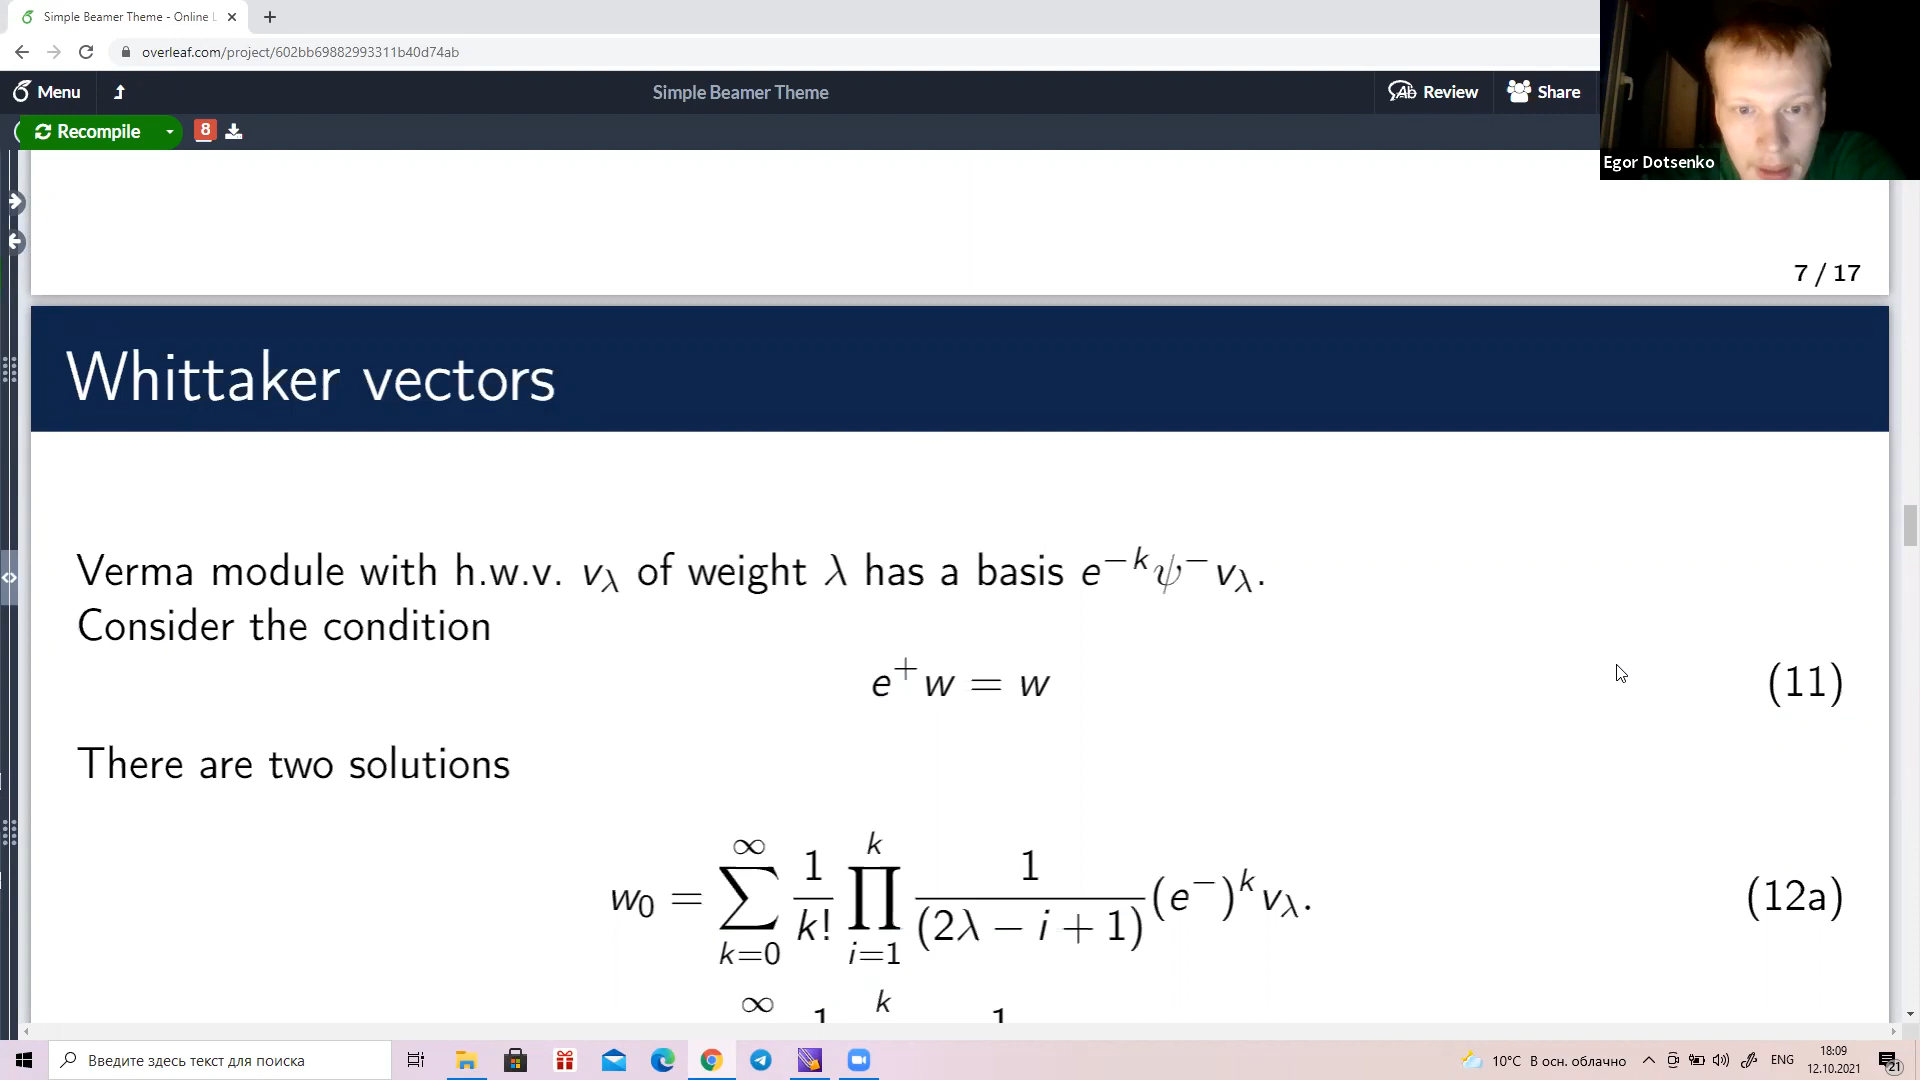 Simple Beamer Theme - Online L
overleaf.com/project/602bb69882993311b40d74ab
Menu
Simple Beamer Theme
Review
Share
Recompile
8
Egor Dotsenko
7 / 17
Whittaker vectors
Verma module with h.w.v. v_λ of weight λ has a basis e^{-k}ψ^- v_λ.
Consider the condition
e^+ w = w (11)
There are two solutions
w_0 = \sum_{k=0}^{∞} \frac{1}{k!} \prod_{i=1}^{k} \frac{1}{(2λ − i + 1)} (e^-)^k v_λ. (12a)
∞ 1 k 1
Введите здесь текст для поиска
10°C В осн. облачно
ENG
18:09
12.10.2021
21